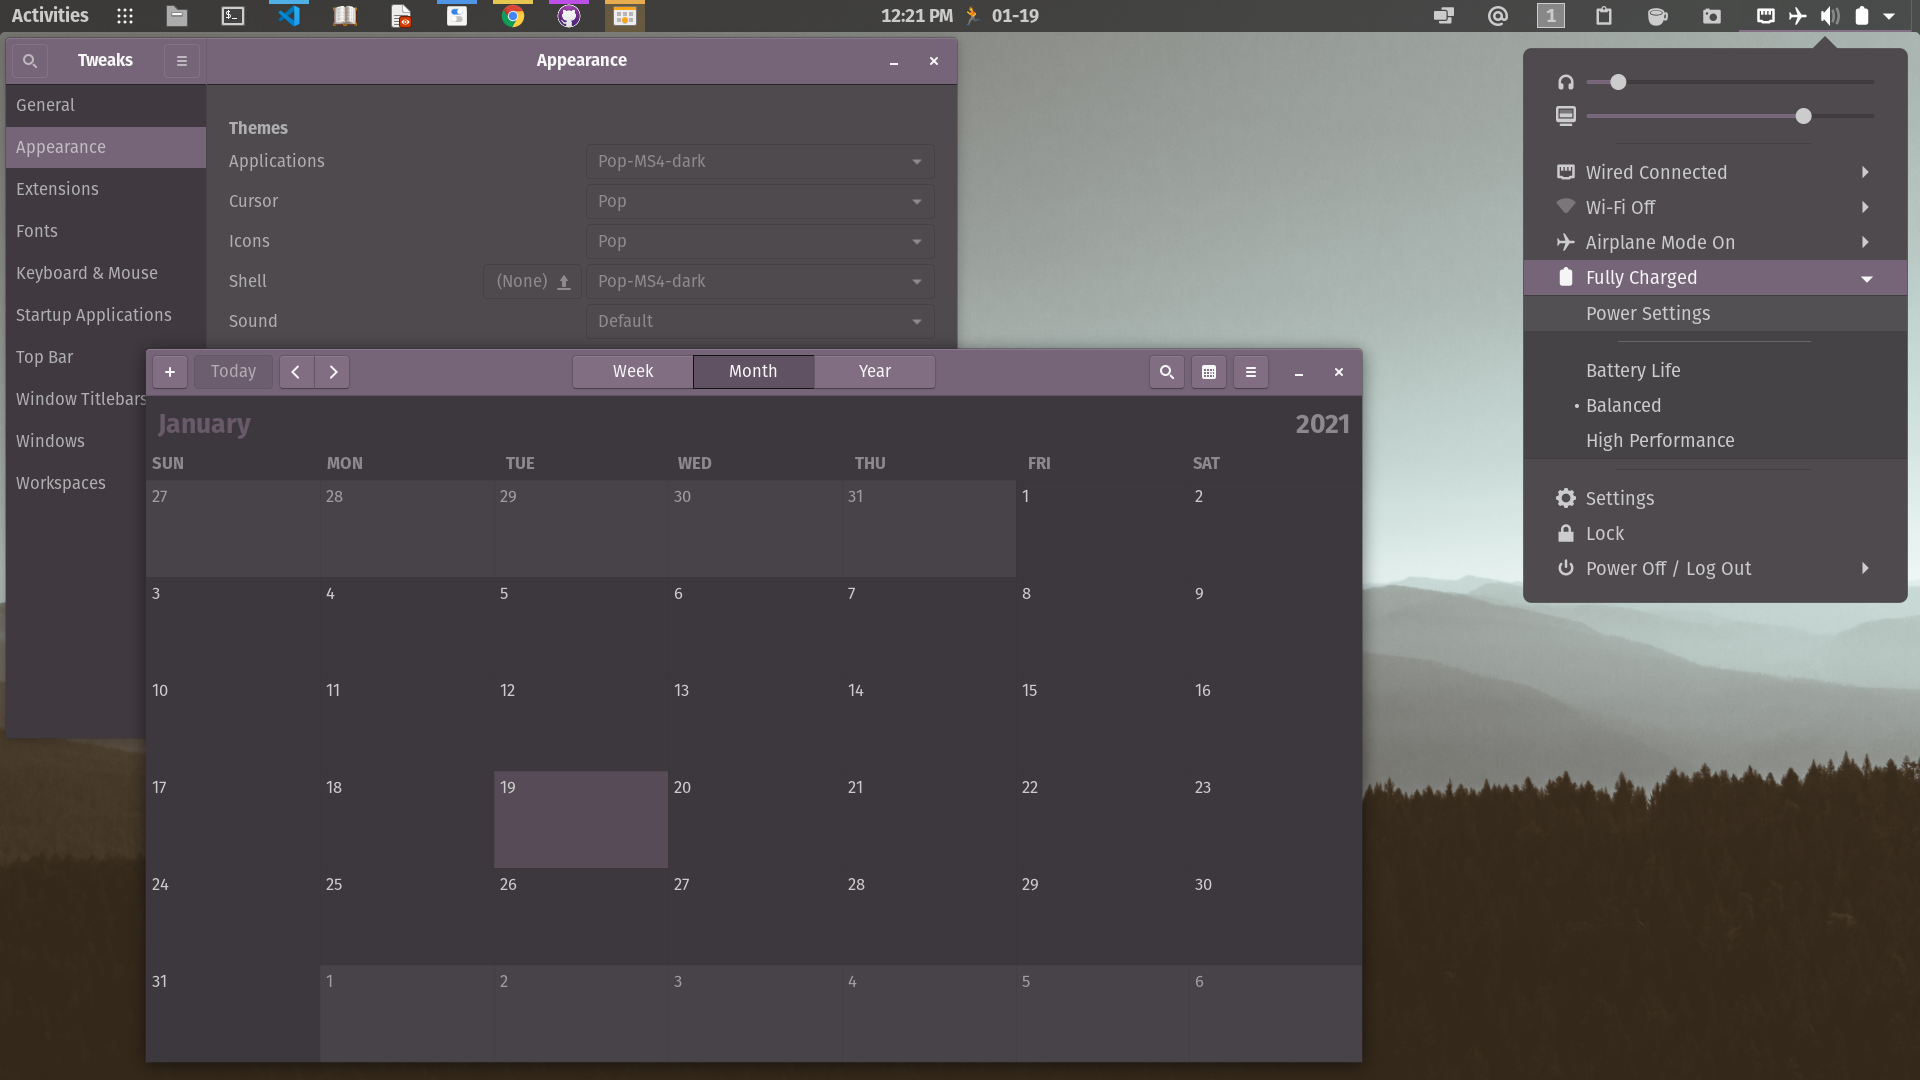 Activities
12:21 PM 01-19
1
Tweaks
Appearance
General
Appearance
Extensions
Fonts
Keyboard & Mouse
Startup Applications
Top Bar
Window Titlebars
Windows
Workspaces
Themes
Applications Pop-MS4-dark
Cursor Pop
Icons Pop
Shell (None) Pop-MS4-dark
Sound Default
+ Today
Week Month Year
January 2021
SUN MON TUE WED THU FRI SAT
27 28 29 30 31 1 2
3 4 5 6 7 8 9
10 11 12 13 14 15 16
17 18 19 20 21 22 23
24 25 26 27 28 29 30
31 1 2 3 4 5 6
Wired Connected
Wi-Fi Off
Airplane Mode On
Fully Charged
Power Settings
Battery Life
• Balanced
High Performance
Settings
Lock
Power Off / Log Out